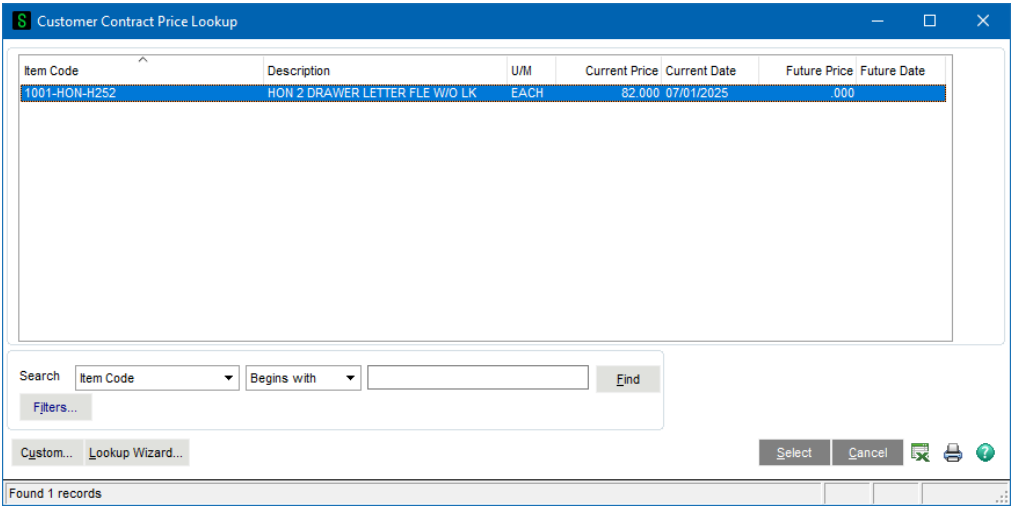 S Customer Contract Price Lookup
Item Code Description U/M Current Price Current Date Future Price Future Date
1001-HON-H252 HON 2 DRAWER LETTER FLE W/O LK EACH 82.000 07/01/2025 .000
Search Item Code Begins with Find
Filters...
Custom... Lookup Wizard... Select Cancel ?
Found 1 records